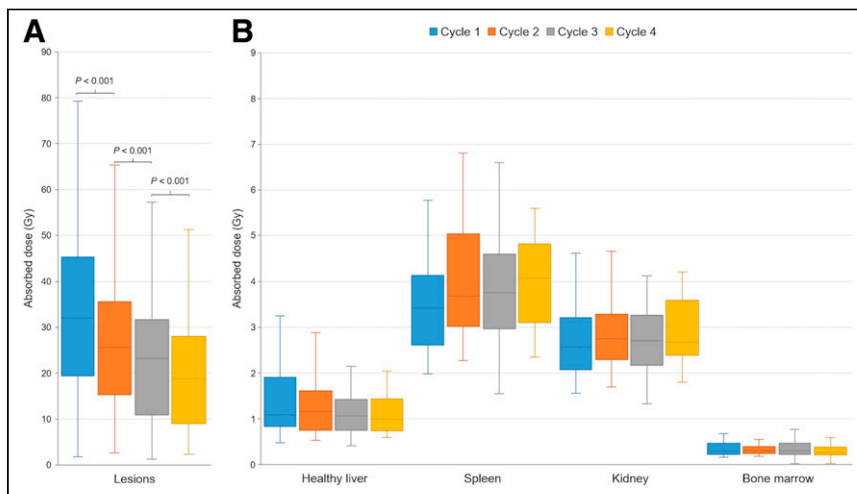 A
B
Cycle 1 Cycle 2 Cycle 3 Cycle 4
Absorbed dose (Gy)
90
80
70
60
50
40
30
20
10
0
P < 0.001
P < 0.001
P < 0.001
Lesions
Absorbed dose (Gy)
9
8
7
6
5
4
3
2
1
0
Healthy liver Spleen Kidney Bone marrow